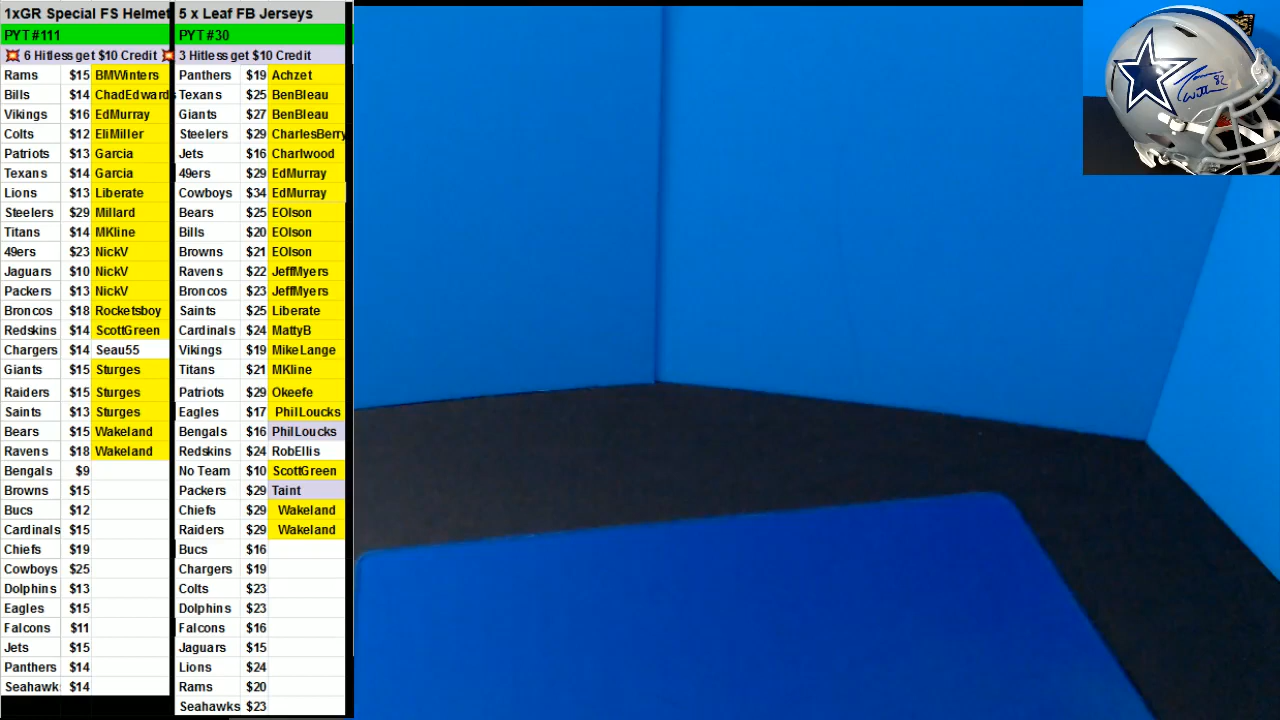 1xGR Special FS Helmet
PYT #111
6 Hitless get $10 Credit
Rams $15 BMWinters
Bills $14 ChadEdwards
Vikings $16 EdMurray
Colts $12 EliMiller
Patriots $13 Garcia
Texans $14 Garcia
Lions $13 Liberate
Steelers $29 Millard
Titans $14 MKline
49ers $23 NickV
Jaguars $10 NickV
Packers $13 NickV
Broncos $18 Rocketsboy
Redskins $14 ScottGreen
Chargers $14 Seau55
Giants $15 Sturges
Raiders $15 Sturges
Saints $13 Sturges
Bears $15 Wakeland
Ravens $18 Wakeland
Bengals $9
Browns $15
Bucs $12
Cardinals $15
Chiefs $19
Cowboys $25
Dolphins $13
Eagles $15
Falcons $11
Jets $15
Panthers $14
Seahawk $14
5 x Leaf FB Jerseys
PYT #30
3 Hitless get $10 Credit
Panthers $19 Achzet
Texans $25 BenBleau
Giants $27 BenBleau
Steelers $29 CharlesBerry
Jets $16 Charlwood
49ers $29 EdMurray
Cowboys $34 EdMurray
Bears $25 EOlson
Bills $20 EOlson
Browns $21 EOlson
Ravens $22 JeffMyers
Broncos $23 JeffMyers
Saints $25 Liberate
Cardinals $24 MattyB
Vikings $19 MikeLange
Titans $21 MKline
Patriots $29 Okeefe
Eagles $17 PhilLoucks
Bengals $16 PhilLoucks
Redskins $24 RobEllis
No Team $10 ScottGreen
Packers $29 Taint
Chiefs $29 Wakeland
Raiders $29 Wakeland
Bucs $16
Chargers $19
Colts $23
Dolphins $23
Falcons $16
Jaguars $15
Lions $24
Rams $20
Seahawks $23
82